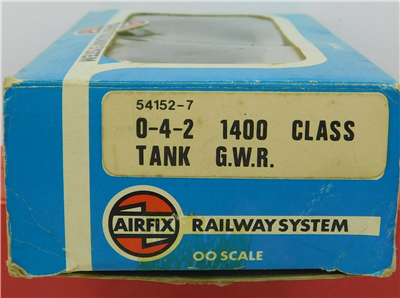 54152-7
0-4-2 1400 CLASS
TANK G.W.R.
AIRFIX RAILWAY SYSTEM
OO SCALE